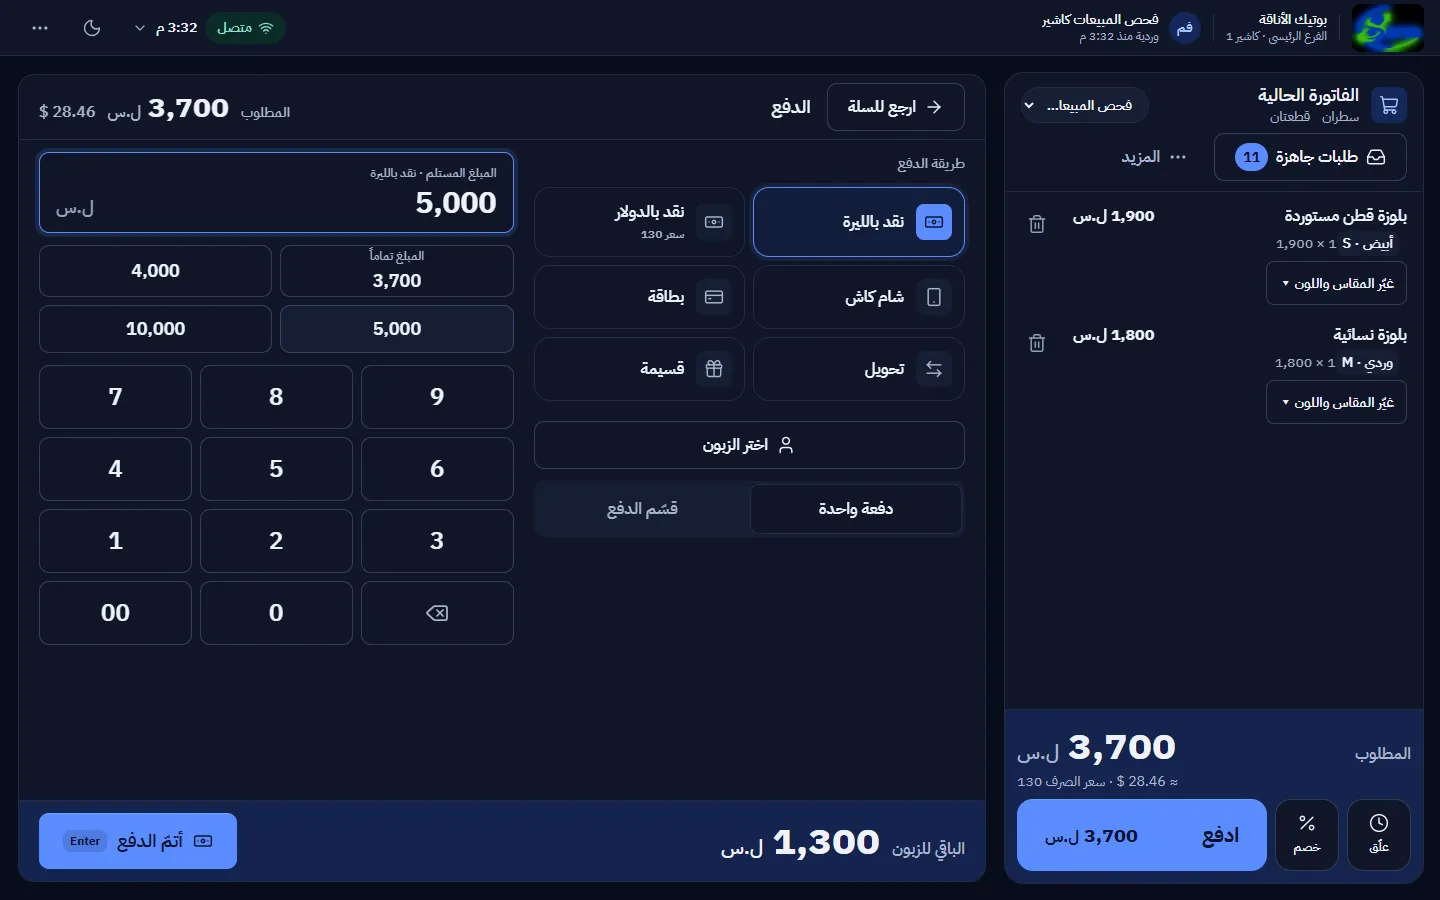 بوتيك الأناقة
الفرع الرئيسي · كاشير 1
فم
فحص المبيعات كاشير
وردية منذ 3:32 م
متصل
3:32 م
الفاتورة الحالية
سطران قطعتان
فحص المبيعا...
طلبات جاهزة 11
المزيد
بلوزة قطن مستوردة
1,900 ل.س
أبيض · S
1 × 1,900
غيّر المقاس واللون
بلوزة نسائية
1,800 ل.س
وردي · M
1 × 1,800
غيّر المقاس واللون
المطلوب
3,700 ل.س
≈ 28.46 $ · سعر الصرف 130
علّق
خصم
ادفع
3,700 ل.س
ارجع للسلة
الدفع
المطلوب 3,700 ل.س 28.46 $
طريقة الدفع
نقد بالليرة
نقد بالدولار
سعر 130
شام كاش
بطاقة
تحويل
قسيمة
اختر الزبون
دفعة واحدة
قسّم الدفع
المبلغ المستلم · نقد بالليرة
5,000
ل.س
المبلغ تماماً
3,700
4,000
5,000
10,000
7 8 9
4 5 6
1 2 3
00 0
الباقي للزبون 1,300 ل.س
أتمّ الدفع Enter